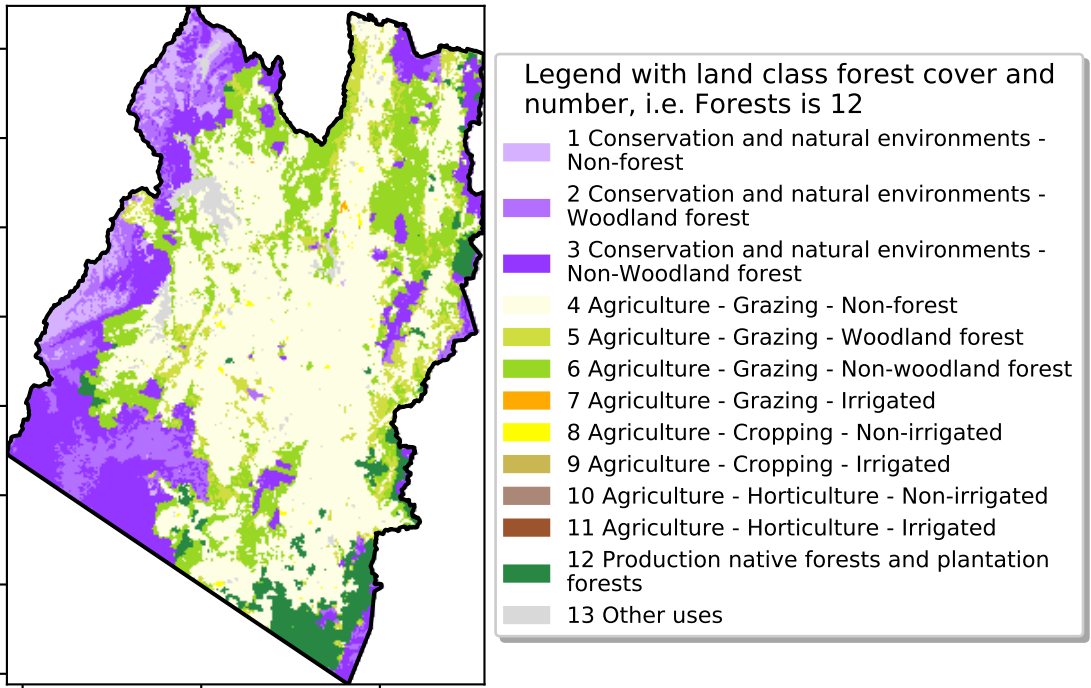 Legend with land class forest cover and
number, i.e. Forests is 12
1 Conservation and natural environments -
Non-forest
2 Conservation and natural environments -
Woodland forest
3 Conservation and natural environments -
Non-Woodland forest
4 Agriculture - Grazing - Non-forest
5 Agriculture - Grazing - Woodland forest
6 Agriculture - Grazing - Non-woodland forest
7 Agriculture - Grazing - Irrigated
8 Agriculture - Cropping - Non-irrigated
9 Agriculture - Cropping - Irrigated
10 Agriculture - Horticulture - Non-irrigated
11 Agriculture - Horticulture - Irrigated
12 Production native forests and plantation
forests
13 Other uses